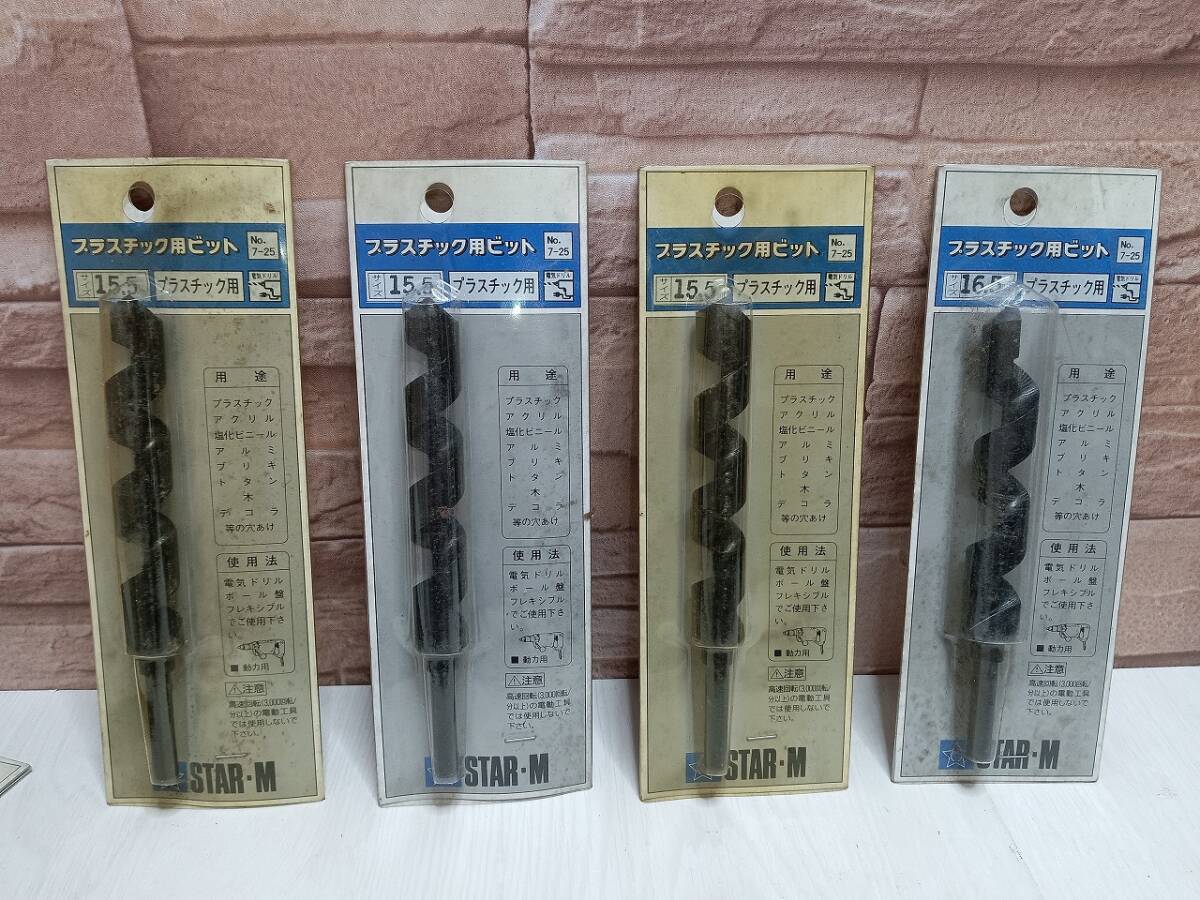 プラスチック用ビット
No.
7-25
サイズ
15.5
プラスチック用
電気ドリル
用途
プラスチック
アクリル
塩化ビニール
アルミ
ブリキ
トタン
木
デコラ
等の穴あけ
使用法
電気ドリル
ボール盤
フレキシブル
でご使用下さ
い。
■動力用
⚠注意
高速回転(3,000回転/
分以上)の電動工具
では使用しないで
下さい。
STAR・M
プラスチック用ビット
No.
7-25
サイズ
15.5
プラスチック用
電気ドリル
用途
プラスチック
アクリル
塩化ビニール
アルミ
ブリキ
トタン
木
デコラ
等の穴あけ
使用法
電気ドリル
ボール盤
フレキシブル
でご使用下さ
い。
■動力用
⚠注意
高速回転(3,000回転/
分以上)の電動工具
では使用しないで
下さい。
STAR・M
プラスチック用ビット
No.
7-25
サイズ
15.5
プラスチック用
電気ドリル
用途
プラスチック
アクリル
塩化ビニール
アルミ
ブリキ
トタン
木
デコラ
等の穴あけ
使用法
電気ドリル
ボール盤
フレキシブル
でご使用下さ
い。
■動力用
⚠注意
高速回転(3,000回転/
分以上)の電動工具
では使用しないで
下さい。
STAR・M
プラスチック用ビット
No.
7-25
サイズ
16.5
プラスチック用
電気ドリル
用途
プラスチック
アクリル
塩化ビニール
アルミ
ブリキ
トタン
木
デコラ
等の穴あけ
使用法
電気ドリル
ボール盤
フレキシブル
でご使用下さ
い。
■動力用
⚠注意
高速回転(3,000回転/
分以上)の電動工具
では使用しないで
下さい。
TAR・M